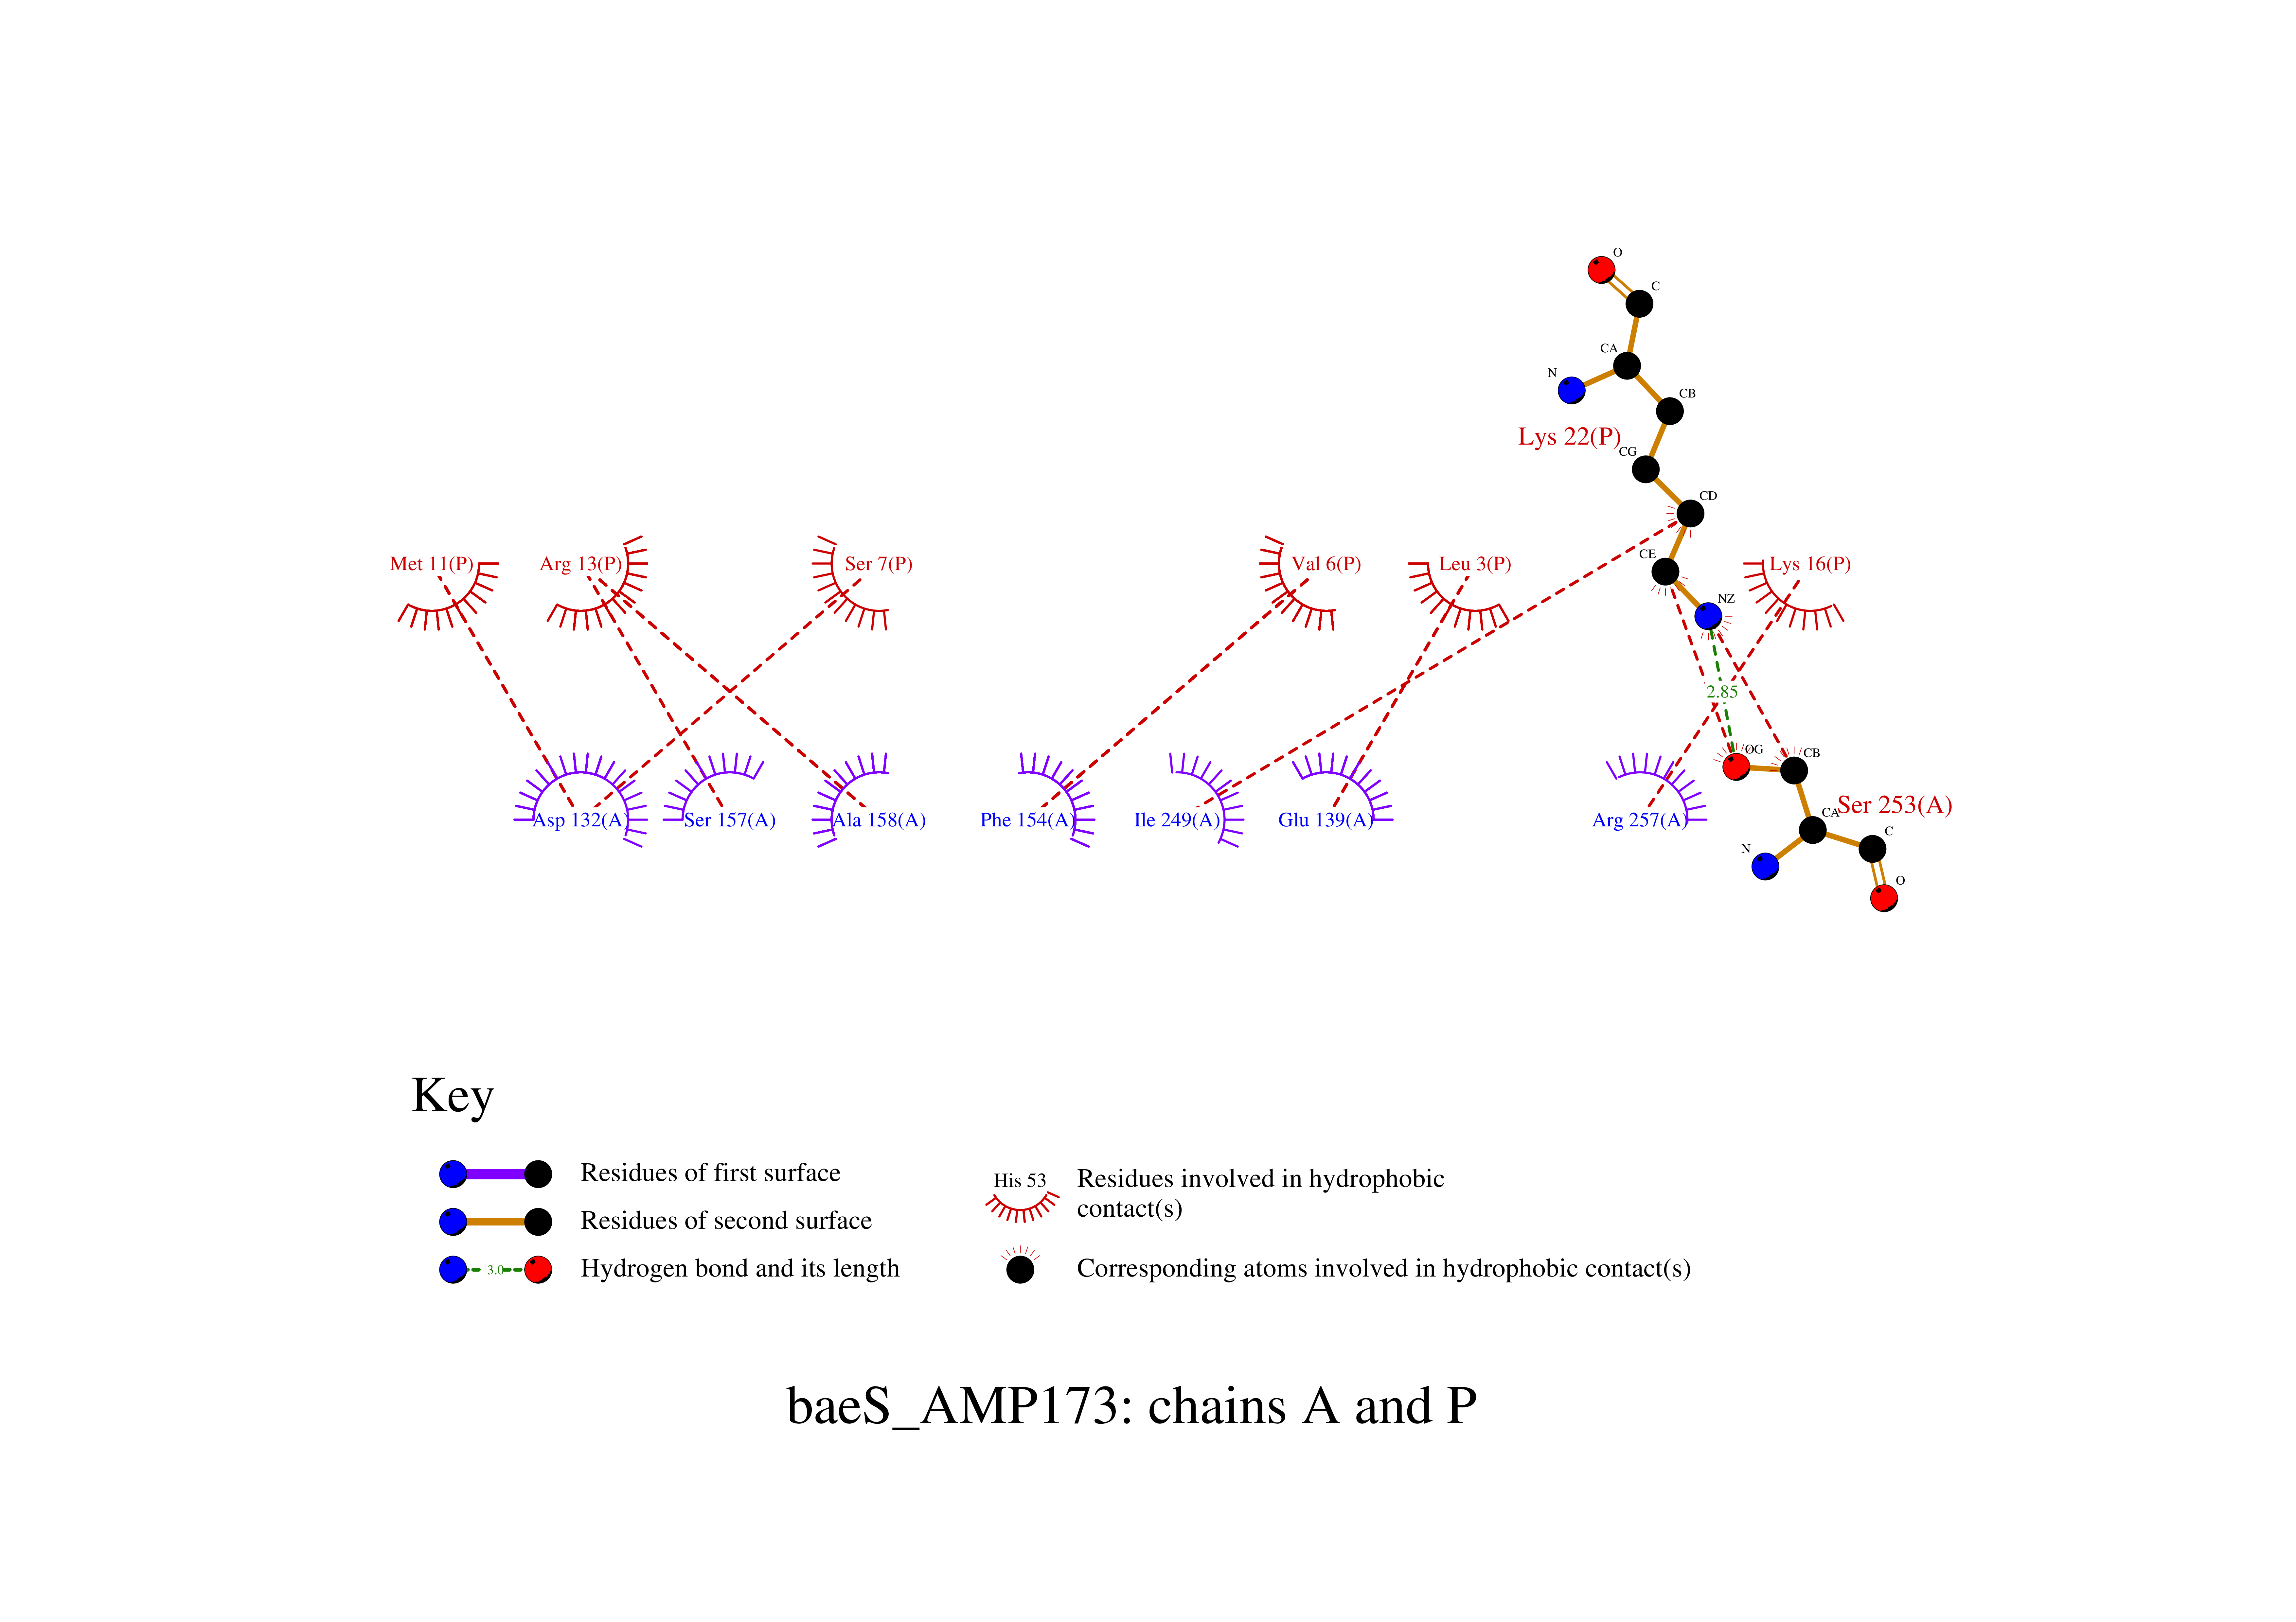 O
C
CA
N
CB
Lys 22(P)
CG
CD
CE
Met 11(P) Arg 13(P) Ser 7(P) Val 6(P) Leu 3(P) Lys 16(P)
NZ
2.85
OG CB
Ser 253(A)
Asp 132(A) Ser 157(A) Ala 158(A) Phe 154(A) Ile 249(A) Glu 139(A) Arg 257(A)
CA
C
N
O
Key
Residues of first surface
Residues of second surface
3.0 Hydrogen bond and its length
His 53 Residues involved in hydrophobic
contact(s)
Corresponding atoms involved in hydrophobic contact(s)
baeS_AMP173: chains A and P